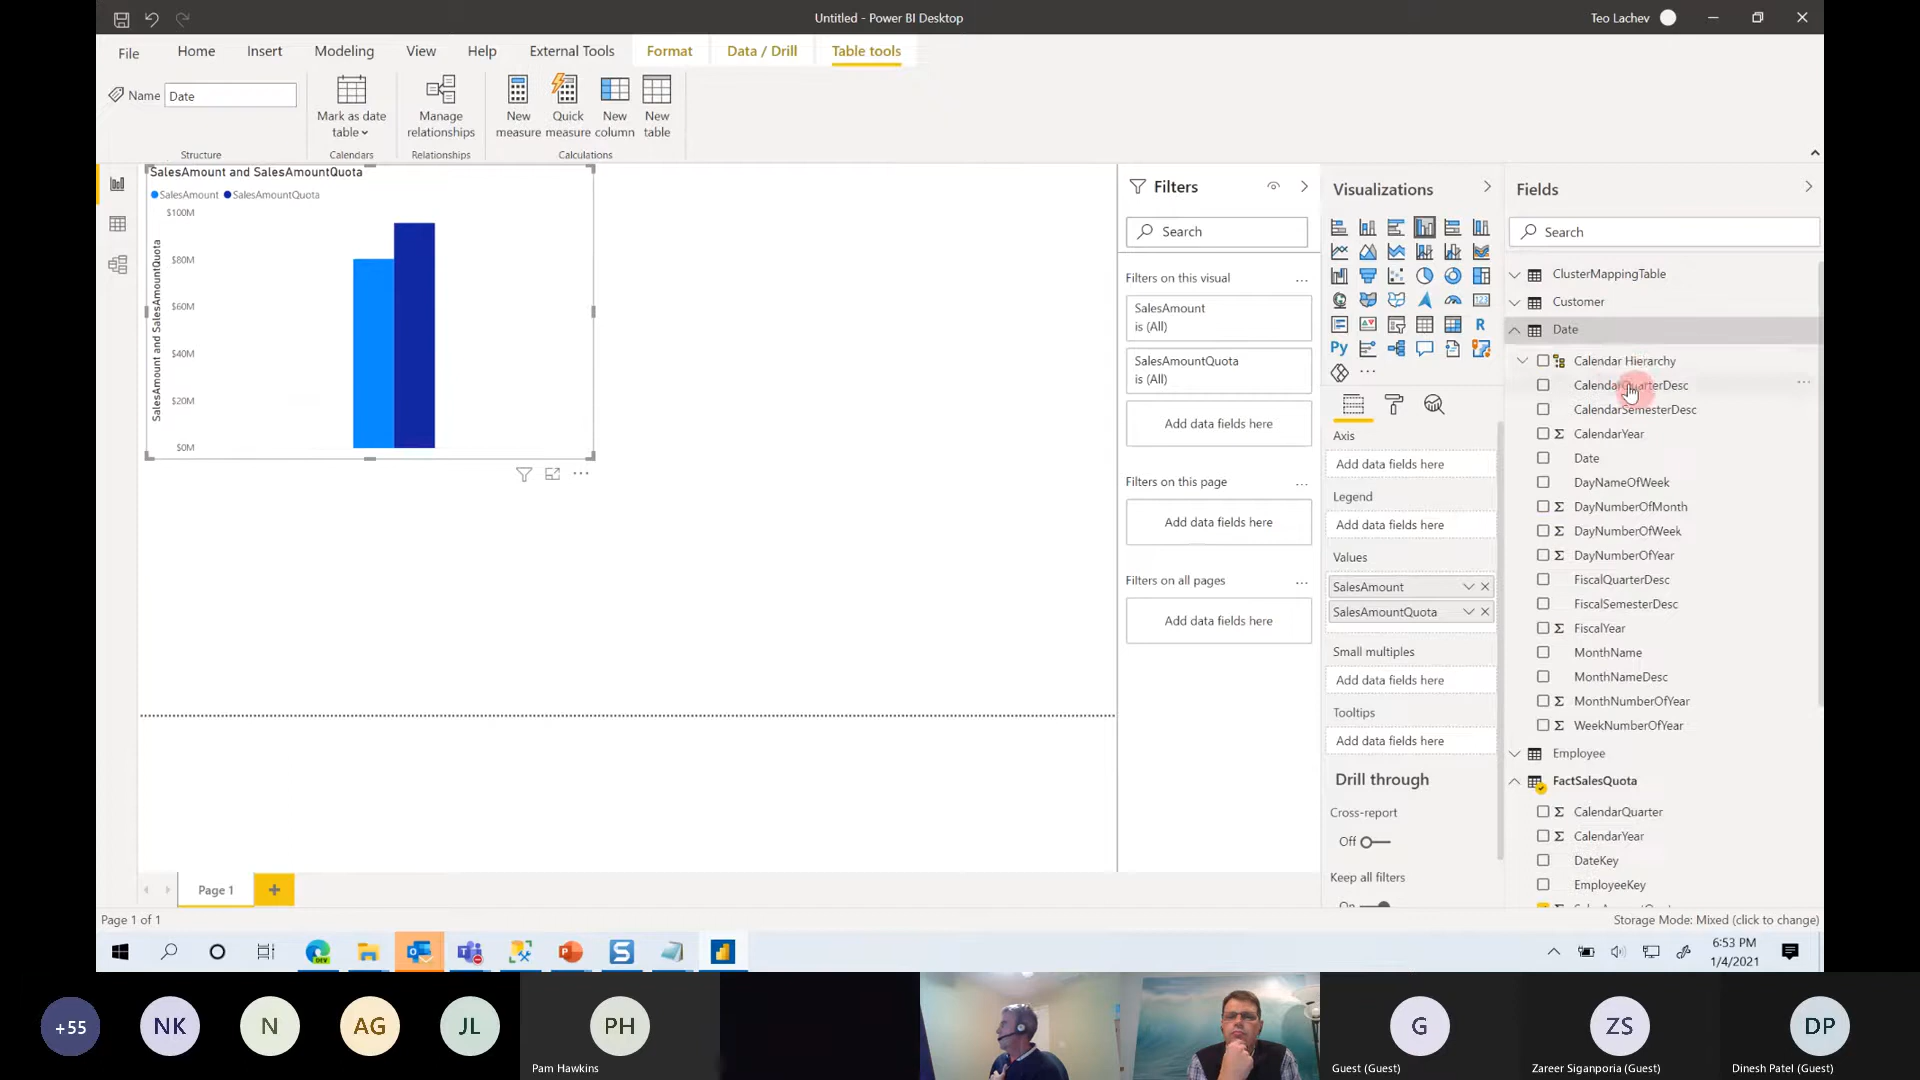 Untitled - Power BI Desktop
Teo Lachev
File
Home
Insert
Modeling
View
Help
External Tools
Format
Data / Drill
Table tools
Name
Date
Mark as date
table
Manage
relationships
New
measure
Quick
measure
New
column
New
table
Structure
Calendars
Relationships
Calculations
SalesAmount and SalesAmountQuota
SalesAmount
SalesAmountQuota
SalesAmount and SalesAmountQuota
$100M
$80M
$60M
$40M
$20M
$0M
Filters
Search
Filters on this visual
...
SalesAmount
is (All)
SalesAmountQuota
is (All)
Add data fields here
Filters on this page
...
Add data fields here
Filters on all pages
...
Add data fields here
Visualizations
123
R
Py
...
Axis
Add data fields here
Legend
Add data fields here
Values
SalesAmount
SalesAmountQuota
Small multiples
Add data fields here
Tooltips
Add data fields here
Drill through
Cross-report
Off
Keep all filters
On
Fields
Search
ClusterMappingTable
Customer
Date
Calendar Hierarchy
CalendarQuarterDesc
CalendarSemesterDesc
CalendarYear
Date
DayNameOfWeek
DayNumberOfMonth
DayNumberOfWeek
DayNumberOfYear
FiscalQuarterDesc
FiscalSemesterDesc
FiscalYear
MonthName
MonthNameDesc
MonthNumberOfYear
WeekNumberOfYear
Employee
FactSalesQuota
CalendarQuarter
CalendarYear
DateKey
EmployeeKey
Page 1
Page 1 of 1
Storage Mode: Mixed (click to change)
6:53 PM
1/4/2021
+55
NK
N
AG
JL
PH
Pam Hawkins
G
Guest (Guest)
ZS
Zareer Siganporia (Guest)
DP
Dinesh Patel (Guest)